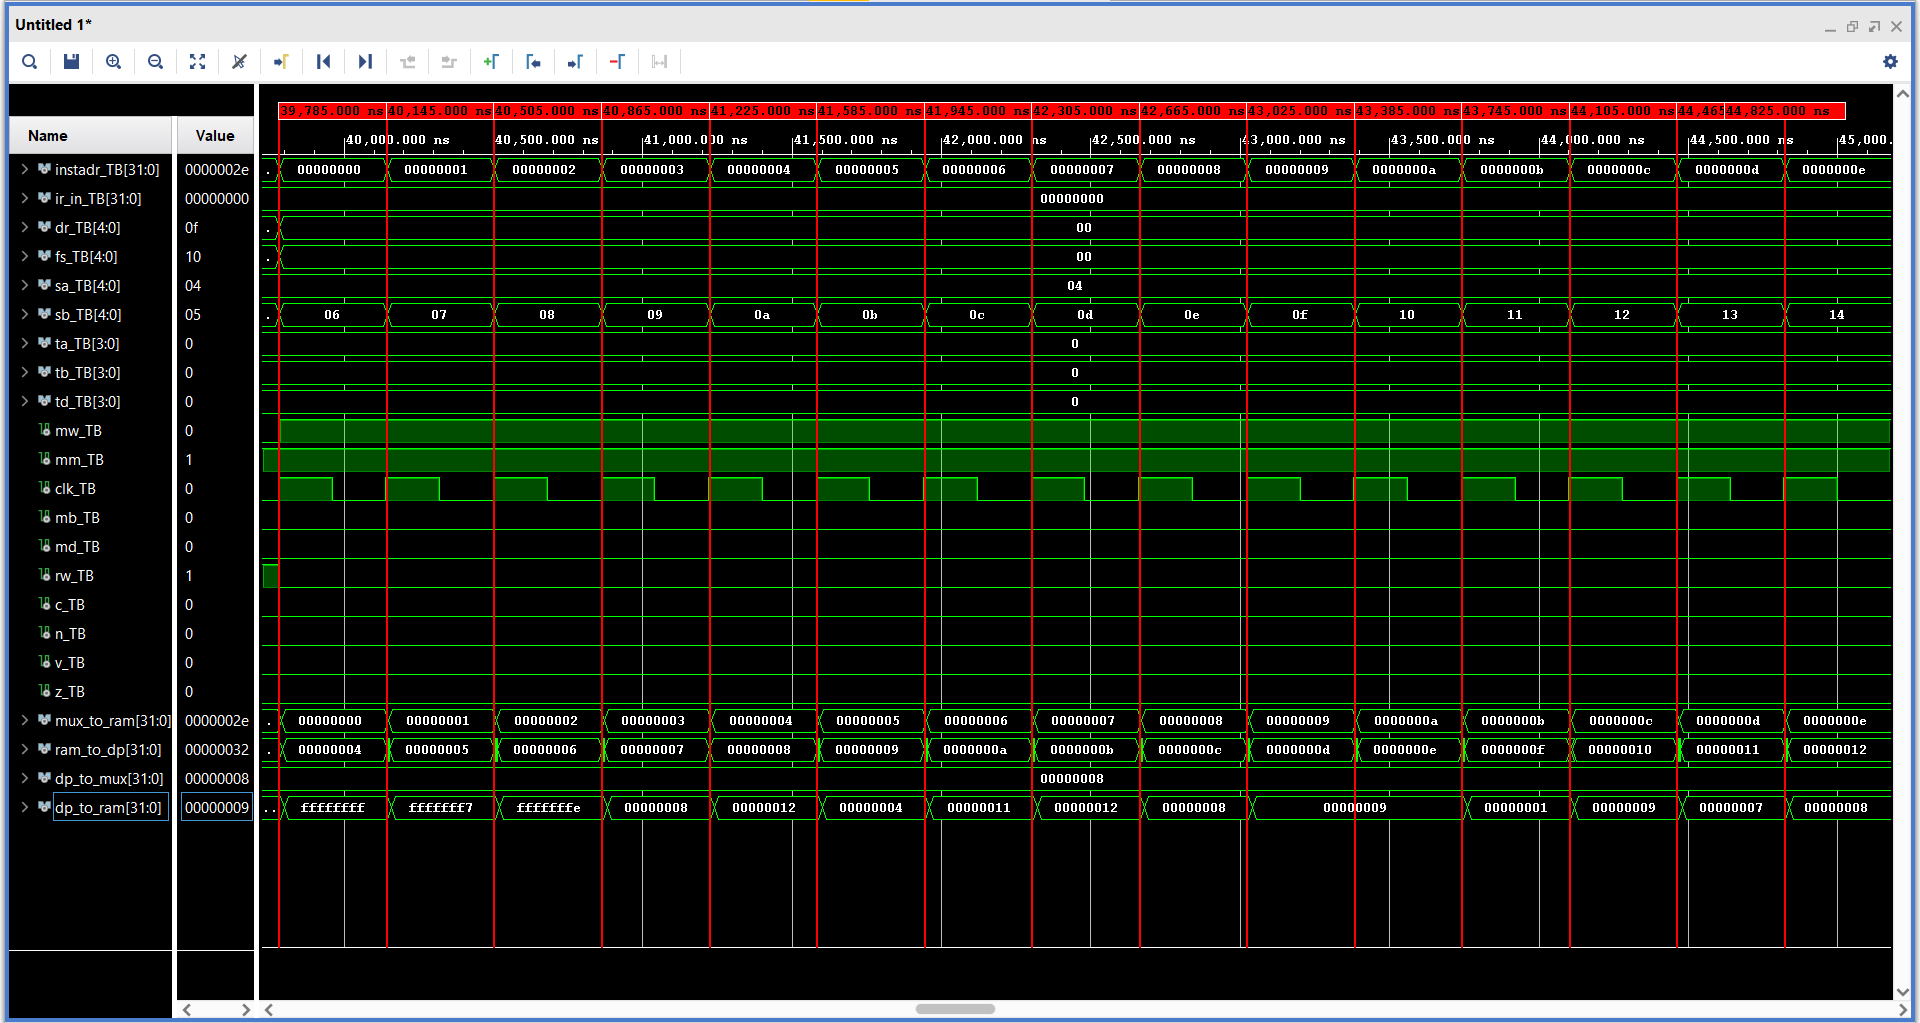 Untitled 1*
39,785.000 ns 40,145.000 ns 40,505.000 ns 40,865.000 ns 41,225.000 ns 41,585.000 ns 41,945.000 ns 42,305.000 ns 42,665.000 ns 43,025.000 ns 43,385.000 ns 43,745.000 ns 44,105.000 ns 44,465 44,825.000 ns
Name Value 40,000.000 ns 40,500.000 ns 41,000.000 ns 41,500.000 ns 42,000.000 ns 42,500.000 ns 43,000.000 ns 43,500.000 ns 44,000.000 ns 44,500.000 ns 45,000.
instadr_TB[31:0] 0000002e . 00000000 00000001 00000002 00000003 00000004 00000005 00000006 00000007 00000008 00000009 0000000a 0000000b 0000000c 0000000d 0000000e
ir_in_TB[31:0] 00000000 00000000
dr_TB[4:0] 0f . 00
fs_TB[4:0] 10 . 00
sa_TB[4:0] 04 04
sb_TB[4:0] 05 . 06 07 08 09 0a 0b 0c 0d 0e 0f 10 11 12 13 14
ta_TB[3:0] 0 0
tb_TB[3:0] 0 0
td_TB[3:0] 0 0
mw_TB 0
mm_TB 1
clk_TB 0
mb_TB 0
md_TB 0
rw_TB 1
c_TB 0
n_TB 0
v_TB 0
z_TB 0
mux_to_ram[31:0] 0000002e . 00000000 00000001 00000002 00000003 00000004 00000005 00000006 00000007 00000008 00000009 0000000a 0000000b 0000000c 0000000d 0000000e
ram_to_dp[31:0] 00000032 . 00000004 00000005 00000006 00000007 00000008 00000009 0000000a 0000000b 0000000c 0000000d 0000000e 0000000f 00000010 00000011 00000012
dp_to_mux[31:0] 00000008 00000008
dp_to_ram[31:0] 00000009 .. ffffffff fffffff7 fffffffe 00000008 00000012 00000004 00000011 00000012 00000008 00000009 00000001 00000009 00000007 00000008